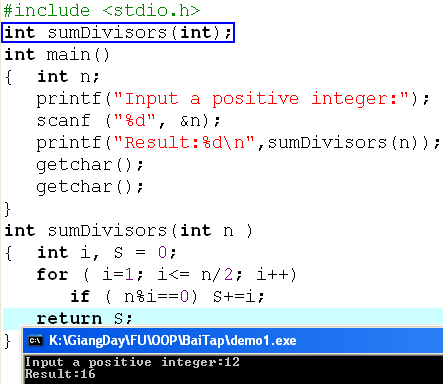 #include <stdio.h>
int sumDivisors(int);
int main()
{  int n;
   printf("Input a positive integer:");
   scanf ("%d", &n);
   printf("Result:%d\n",sumDivisors(n));
   getchar();
   getchar();
}
int sumDivisors(int n )
{  int i, S = 0;
   for ( i=1; i<= n/2; i++)
      if ( n%i==0) S+=i;
   return S;
}
K:\GiangDay\FU\OOP\BaiTap\demo1.exe
Input a positive integer:12
Result:16